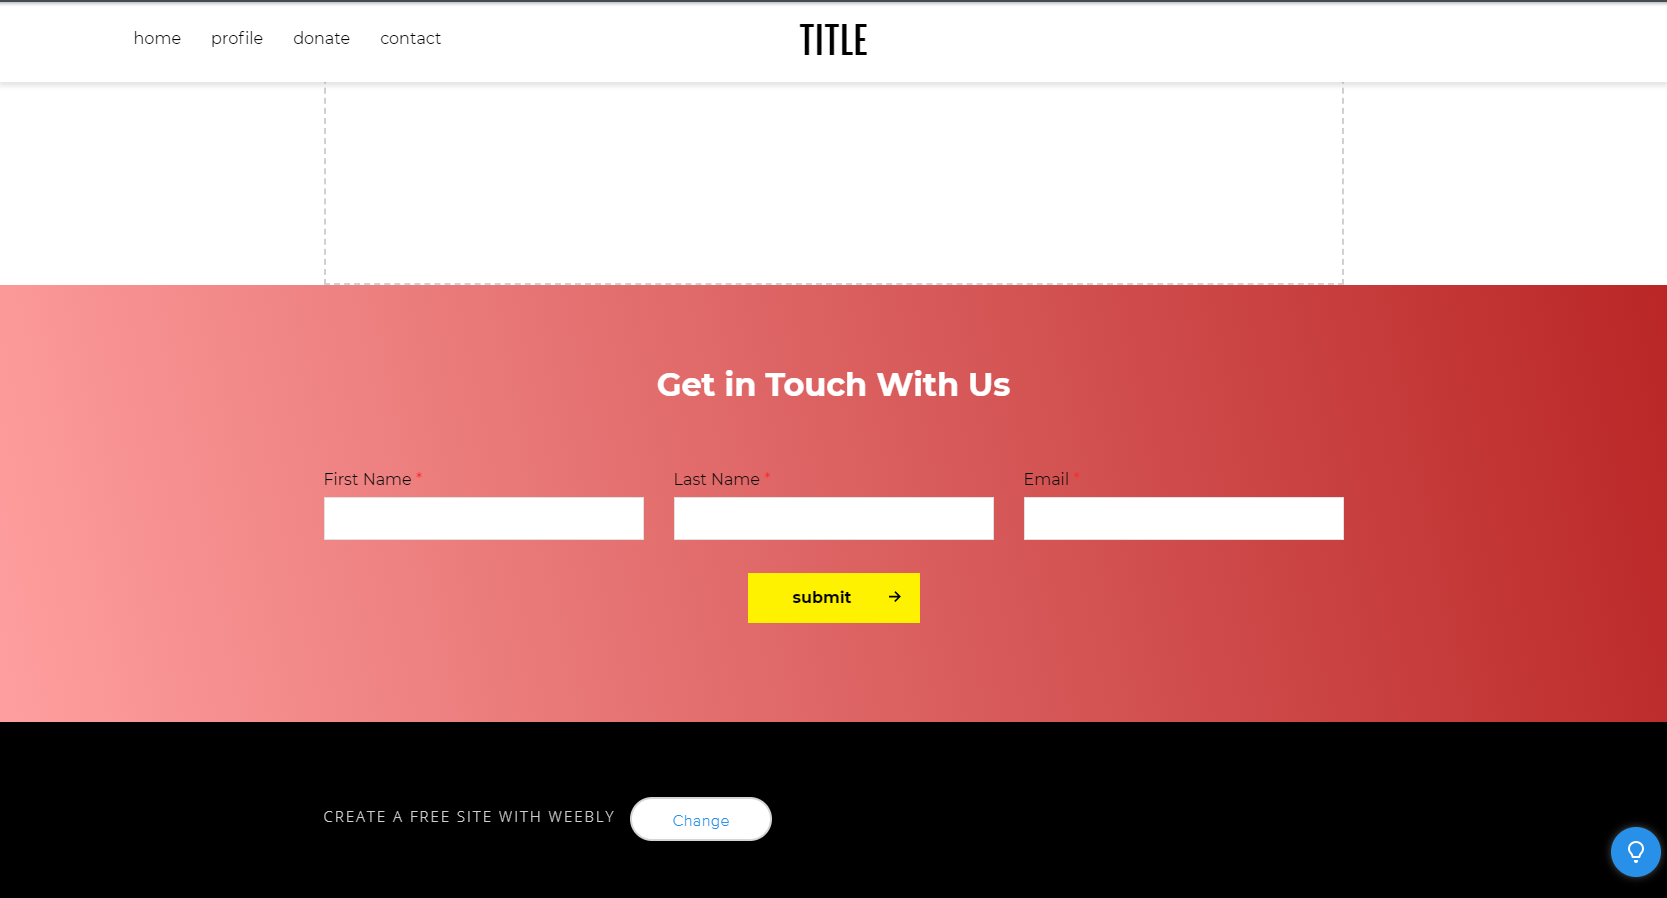 home profile donate contact
TITLE
Get in Touch With Us
First Name *
Last Name *
Email *
submit
CREATE A FREE SITE WITH WEEBLY
Change